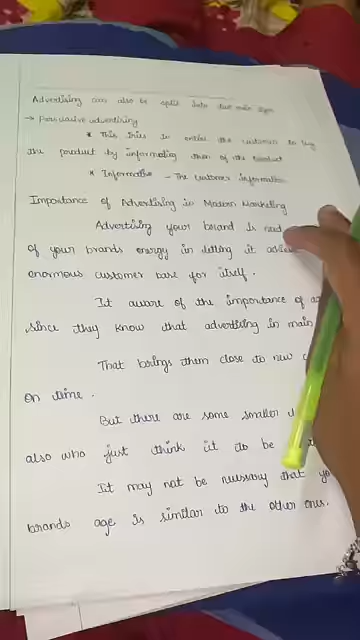 Advertising can also be split into two main types
→ Persuasive advertising
* This tries to entice the customer to buy
the product by informating them of the product
* Informative - The customer information
Importance of Advertising in Modern Marketing
Advertising your brand is
of your brands energy in letting it
enormous customer base for itself.
It aware of the importance of
since they know that advertising in main
That brings them close to new
on time.
But there are some smaller
also who just think it to be
It may not be necessary that
brands age is similar to the other ones.